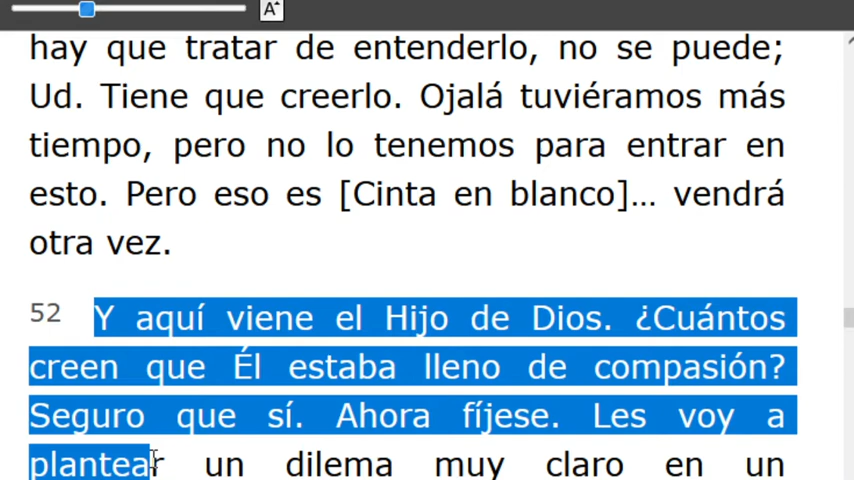 A
hay que tratar de entenderlo, no se puede;
Ud. Tiene que creerlo. Ojalá tuviéramos más
tiempo, pero no lo tenemos para entrar en
esto. Pero eso es [Cinta en blanco]… vendrá
otra vez.
52 Y aquí viene el Hijo de Dios. ¿Cuántos
creen que Él estaba lleno de compasión?
Seguro que sí. Ahora fíjese. Les voy a
plantear un dilema muy claro en un